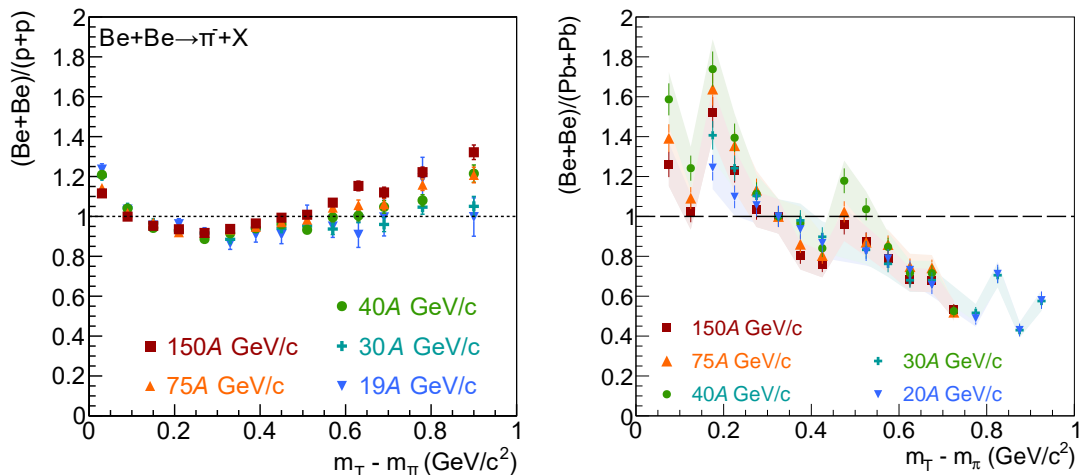 (Be+Be)/(p+p)
2
1.8
1.6
1.4
1.2
1
0.8
0.6
0.4
0.2
0
Be+Be→π⁻+X
40A GeV/c
150A GeV/c
30A GeV/c
75A GeV/c
19A GeV/c
0 0.2 0.4 0.6 0.8 1
m_T - m_π (GeV/c²)
(Be+Be)/(Pb+Pb)
2
1.8
1.6
1.4
1.2
1
0.8
0.6
0.4
0.2
0
150A GeV/c
75A GeV/c
30A GeV/c
40A GeV/c
20A GeV/c
0 0.2 0.4 0.6 0.8 1
m_T - m_π (GeV/c²)